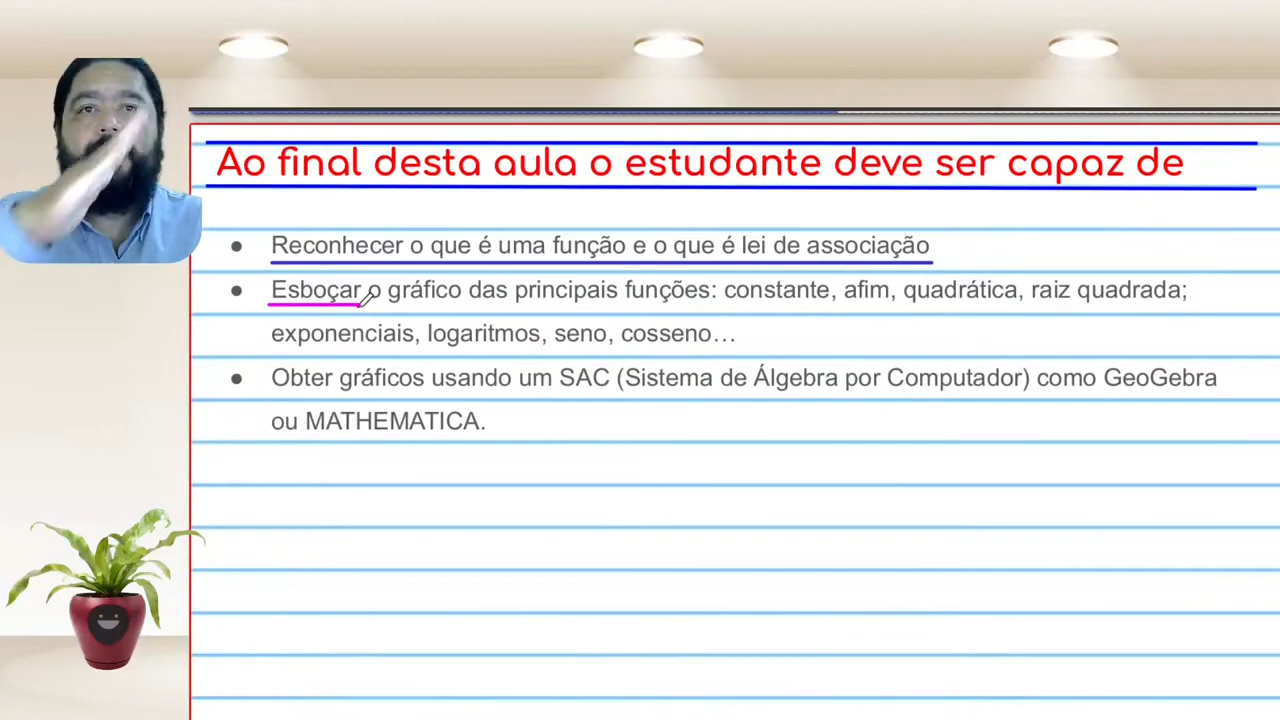 Ao final desta aula o estudante deve ser capaz de
● Reconhecer o que é uma função e o que é lei de associação
● Esboçar o gráfico das principais funções: constante, afim, quadrática, raiz quadrada;
exponenciais, logaritmos, seno, cosseno…
● Obter gráficos usando um SAC (Sistema de Álgebra por Computador) como GeoGebra
ou MATHEMATICA.